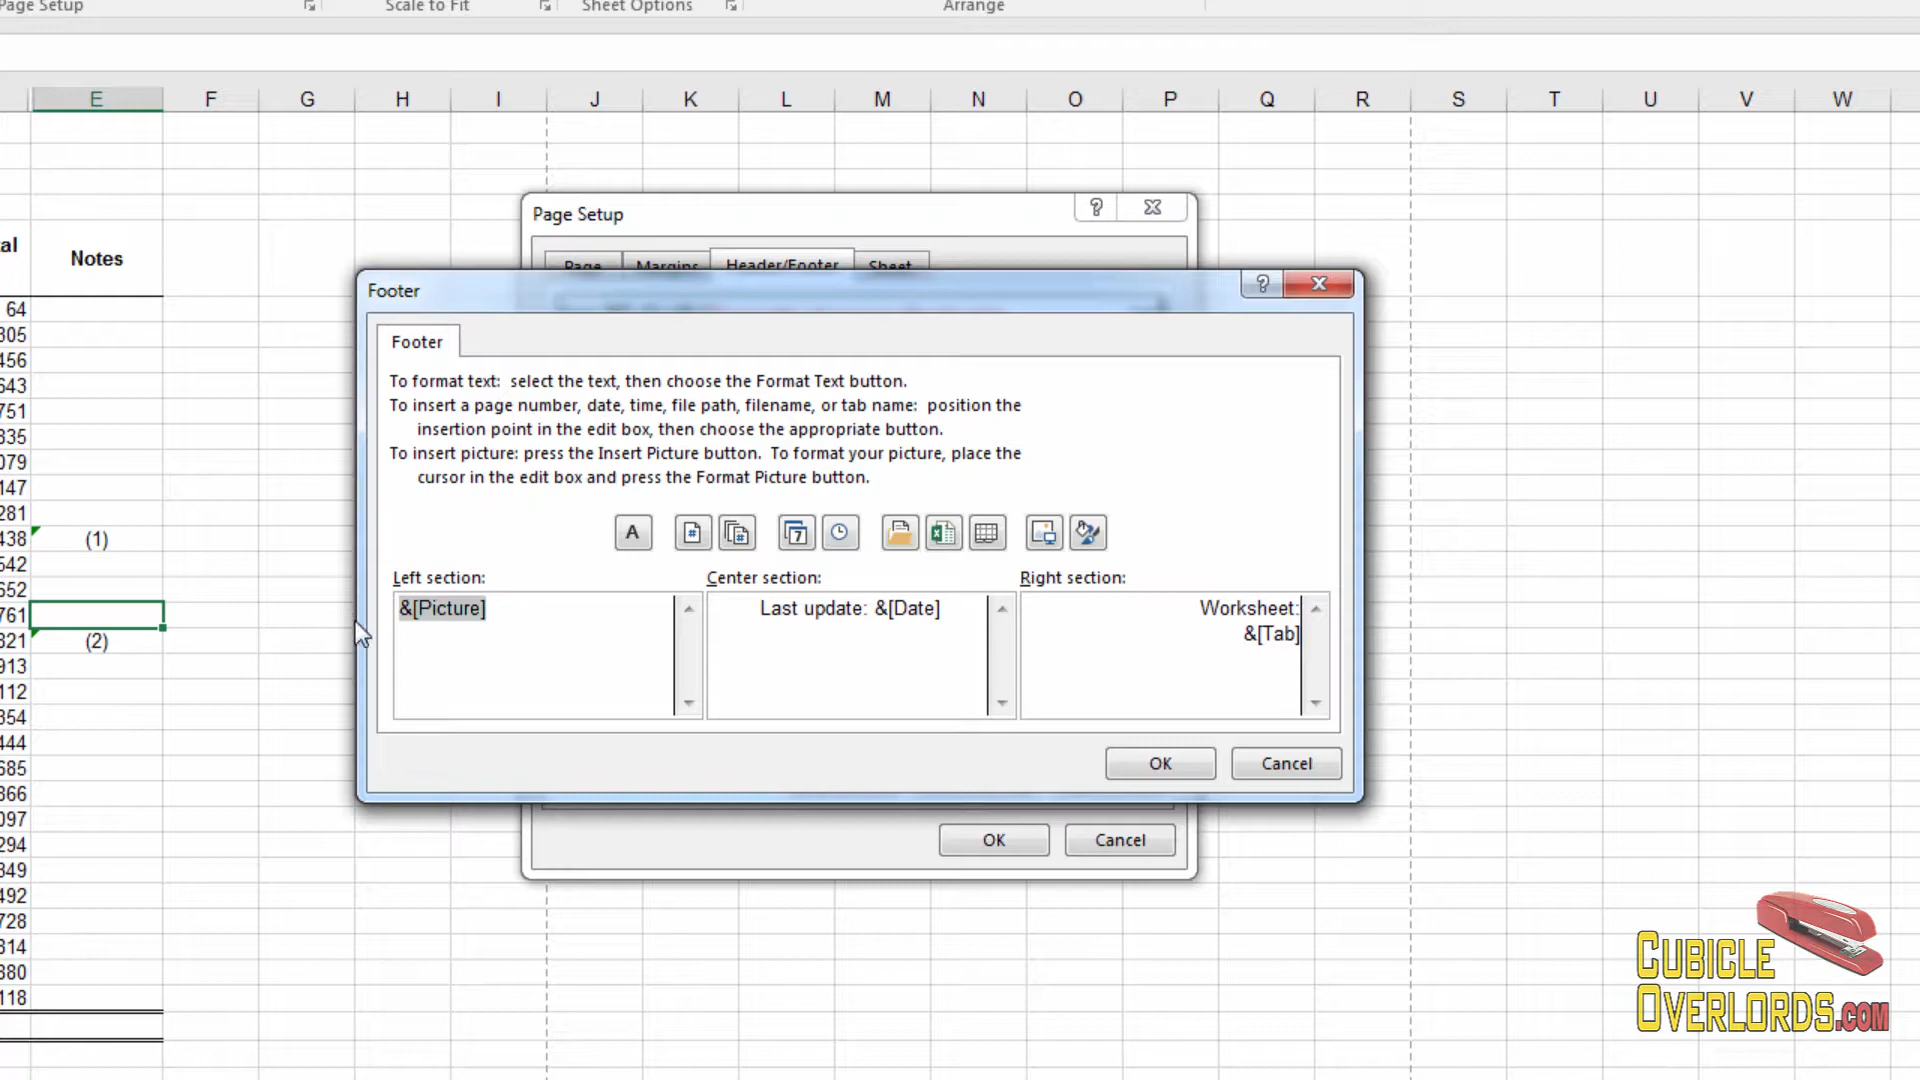 Page Setup
Scale to Fit
Sheet Options
Arrange
E F G H I J K L M N O P Q R S T U V W
Page Setup
tal Notes
Page Margins Header/Footer Sheet
Footer
Footer
To format text: select the text, then choose the Format Text button.
To insert a page number, date, time, file path, filename, or tab name: position the
insertion point in the edit box, then choose the appropriate button.
To insert picture: press the Insert Picture button. To format your picture, place the
cursor in the edit box and press the Format Picture button.
A
Left section:
Center section:
Right section:
&[Picture]
Last update: &[Date]
Worksheet:
&[Tab]
OK Cancel
OK Cancel
64
305
456
643
751
335
079
147
281
438 (1)
542
652
761
321 (2)
913
112
354
444
685
366
097
294
349
492
728
314
380
118
CUBICLE
OVERLORDS.COM